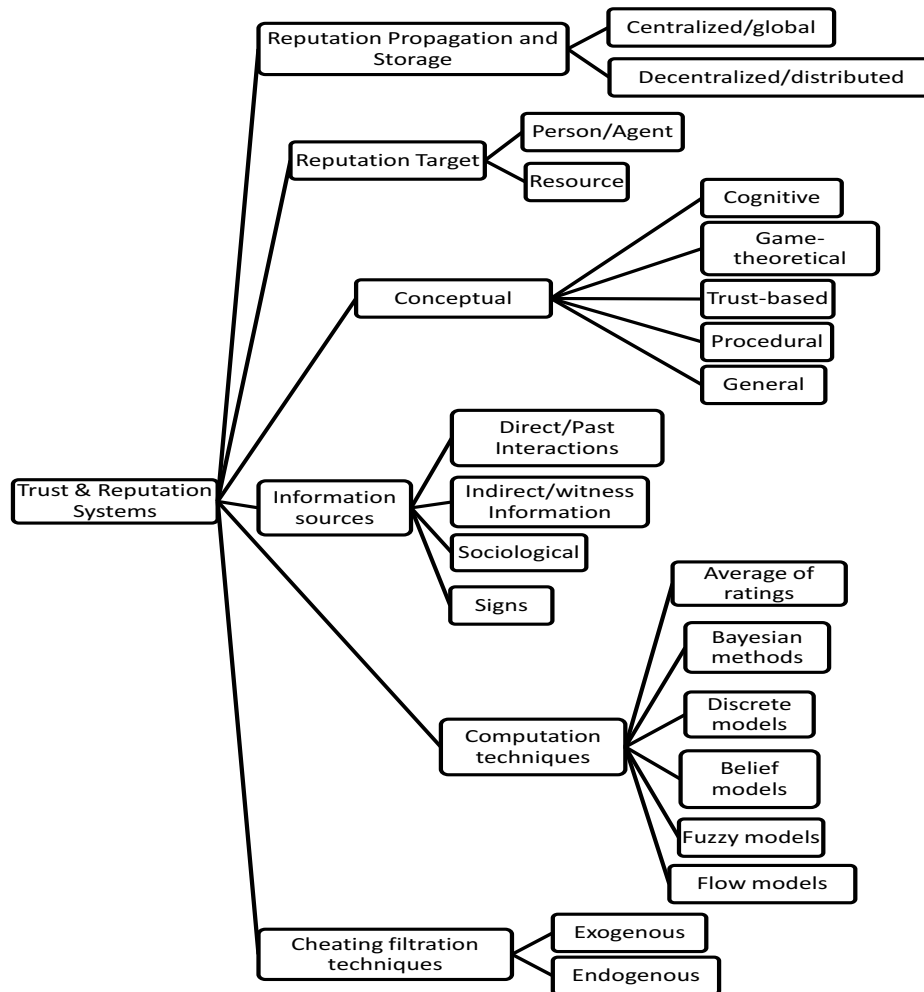 Reputation Propagation and
Storage
Centralized/global
Decentralized/distributed
Reputation Target
Person/Agent
Resource
Conceptual
Cognitive
Game-
theoretical
Trust-based
Procedural
General
Trust & Reputation
Systems
Information
sources
Direct/Past
Interactions
Indirect/witness
Information
Sociological
Signs
Computation
techniques
Average of
ratings
Bayesian
methods
Discrete
models
Belief
models
Fuzzy models
Flow models
Cheating filtration
techniques
Exogenous
Endogenous